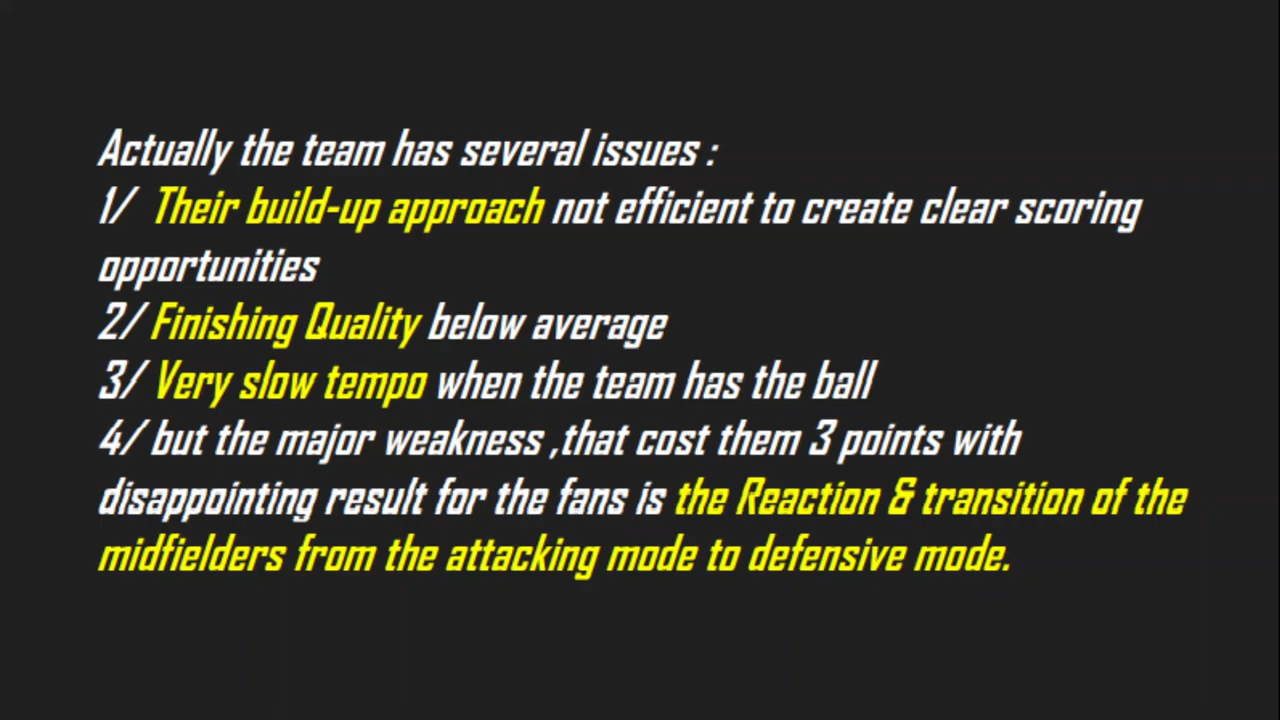 Actually the team has several issues :
1/ Their build-up approach not efficient to create clear scoring
opportunities
2/ Finishing Quality below average
3/ Very slow tempo when the team has the ball
4/ but the major weakness ,that cost them 3 points with
disappointing result for the fans is the Reaction & transition of the
midfielders from the attacking mode to defensive mode.